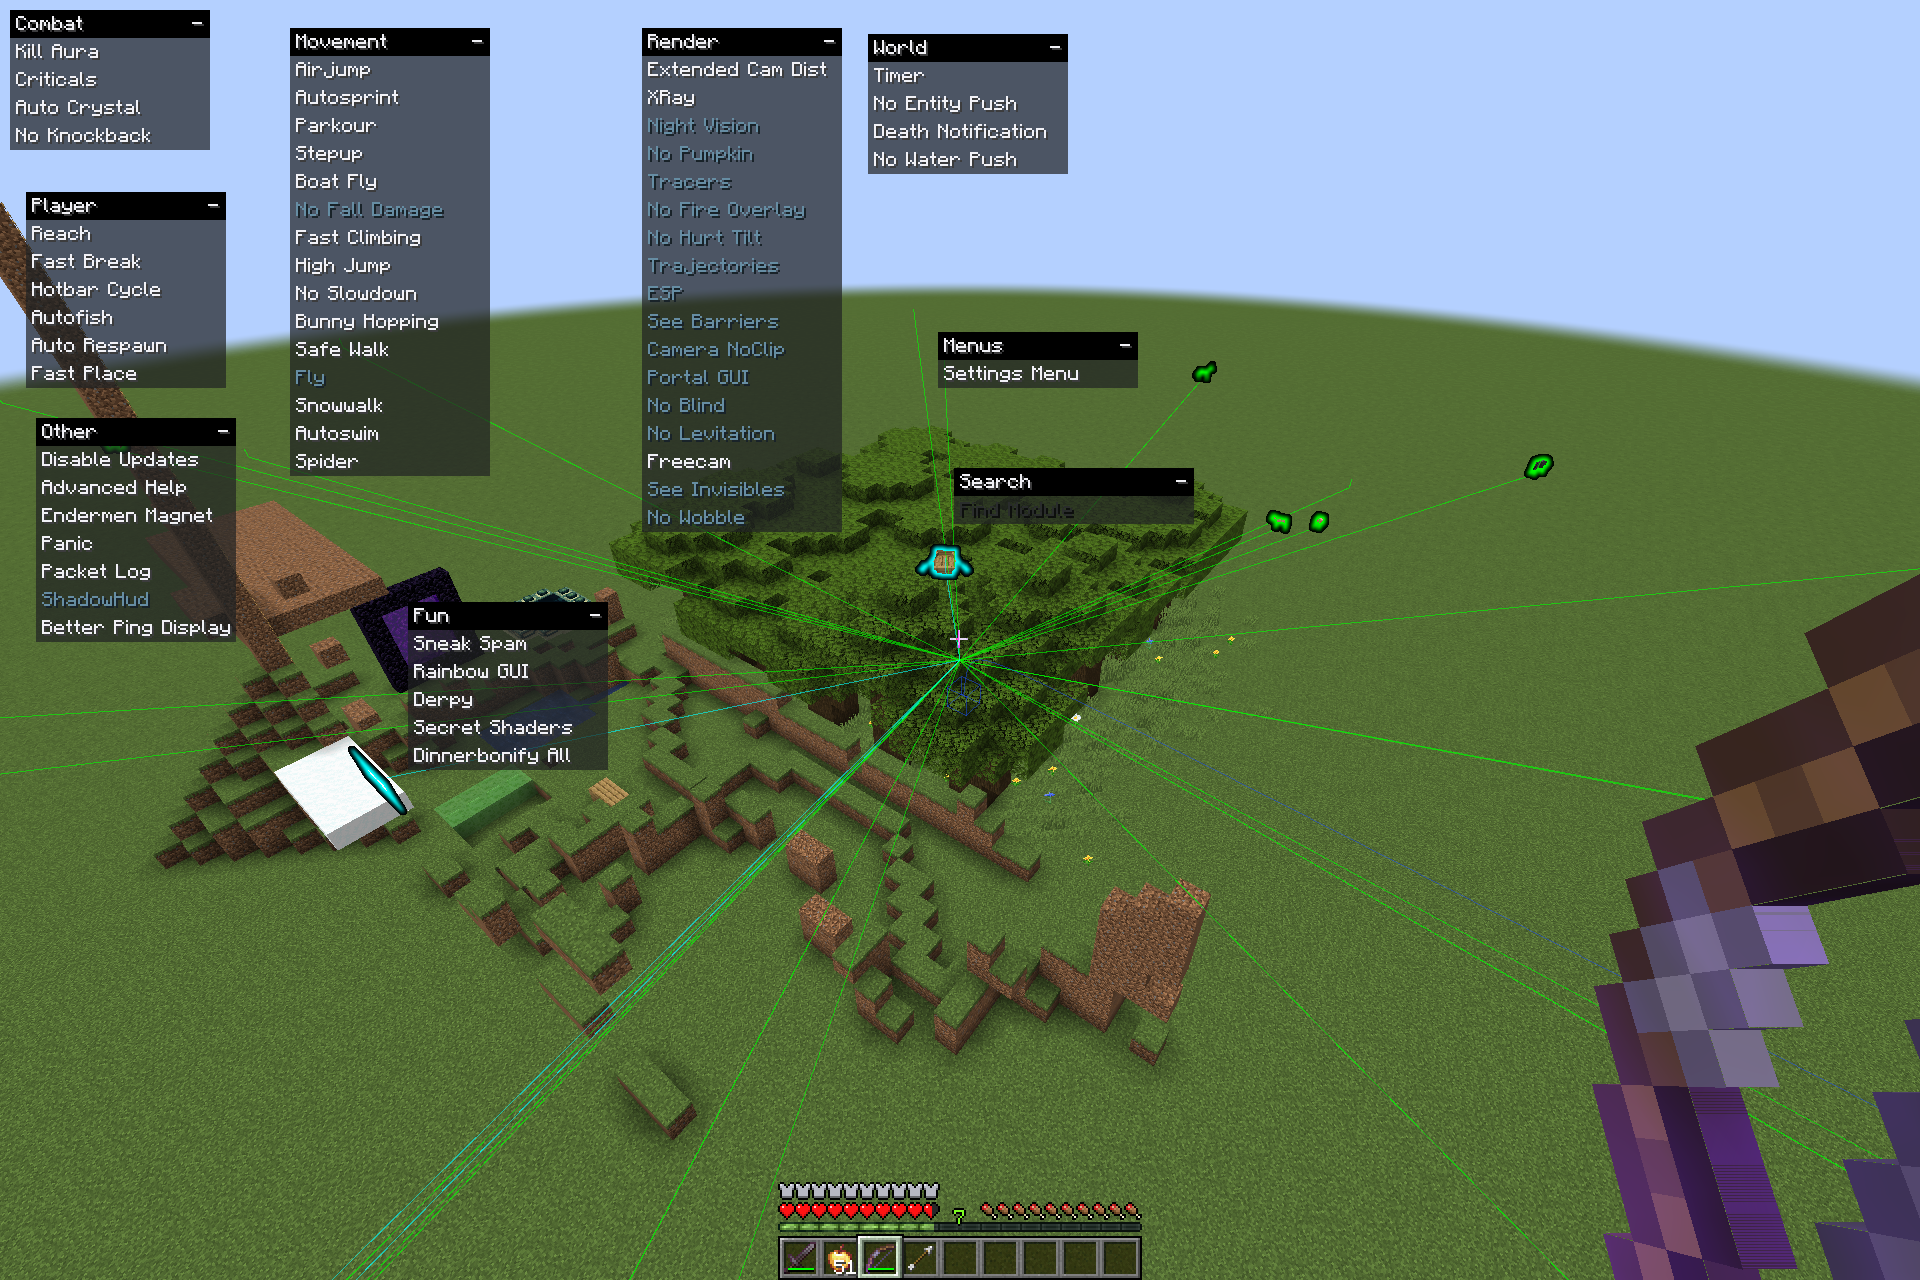 Combat
Kill Aura
Criticals
Auto Crystal
No Knockback
Player
Reach
Fast Break
Hotbar Cycle
Autofish
Auto Respawn
Fast Place
Other
Disable Updates
Advanced Help
Endermen Magnet
Panic
Packet Log
ShadowHud
Better Ping Display
Movement
Airjump
Autosprint
Parkour
Stepup
Boat Fly
No Fall Damage
Fast Climbing
High Jump
No Slowdown
Bunny Hopping
Safe Walk
Fly
Snowwalk
Autoswim
Spider
Fun
Sneak Spam
Rainbow GUI
Derpy
Secret Shaders
Dinnerbonify All
Render
Extended Cam Dist
XRay
Night Vision
No Pumpkin
Tracers
No Fire Overlay
No Hurt Tilt
Trajectories
ESP
See Barriers
Camera NoClip
Portal GUI
No Blind
No Levitation
Freecam
See Invisibles
No Wobble
World
Timer
No Entity Push
Death Notification
No Water Push
Menus
Settings Menu
Search
Find Module
7
51